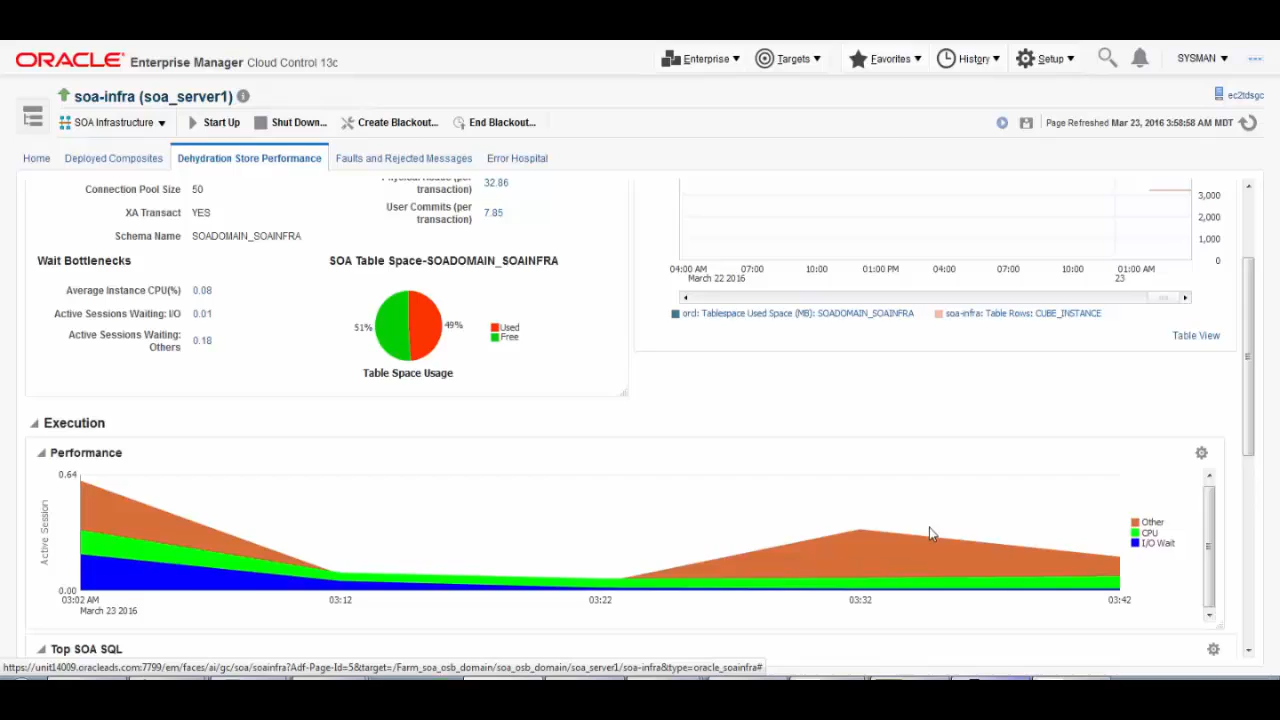 ORACLE Enterprise Manager Cloud Control 13c
Enterprise Targets Favorites History Setup SYSMAN
soa-infra (soa_server1)
ec2tdsgc
SOA Infrastructure Start Up Shut Down... Create Blackout... End Blackout...
Page Refreshed Mar 23, 2016 3:58:58 AM MDT
Home Deployed Composites Dehydration Store Performance Faults and Rejected Messages Error Hospital
Connection Pool Size 50
XA Transact YES
Schema Name SOADOMAIN_SOAINFRA
transaction) 32.86
User Commits (per
transaction) 7.85
Wait Bottlenecks
Average Instance CPU(%) 0.08
Active Sessions Waiting: I/O 0.01
Active Sessions Waiting:
Others 0.18
SOA Table Space-SOADOMAIN_SOAINFRA
51% 49%
Used
Free
Table Space Usage
3,000
2,000
1,000
0
04:00 AM 07:00 10:00 01:00 PM 04:00 07:00 10:00 01:00 AM
March 22 2016 23
ord: Tablespace Used Space (MB): SOADOMAIN_SOAINFRA soa-infra: Table Rows: CUBE_INSTANCE
Table View
Execution
Performance
0.64
Active Session
0.00
03:02 AM 03:12 03:22 03:32 03:42
March 23 2016
Other
CPU
I/O Wait
Top SOA SQL
https://unit14009.oracleads.com:7799/em/faces/ai/gc/soa/soainfra?Adf-Page-Id=5&target=/Farm_soa_osb_domain/soa_osb_domain/soa_server1/soa-infra&type=oracle_soainfra#